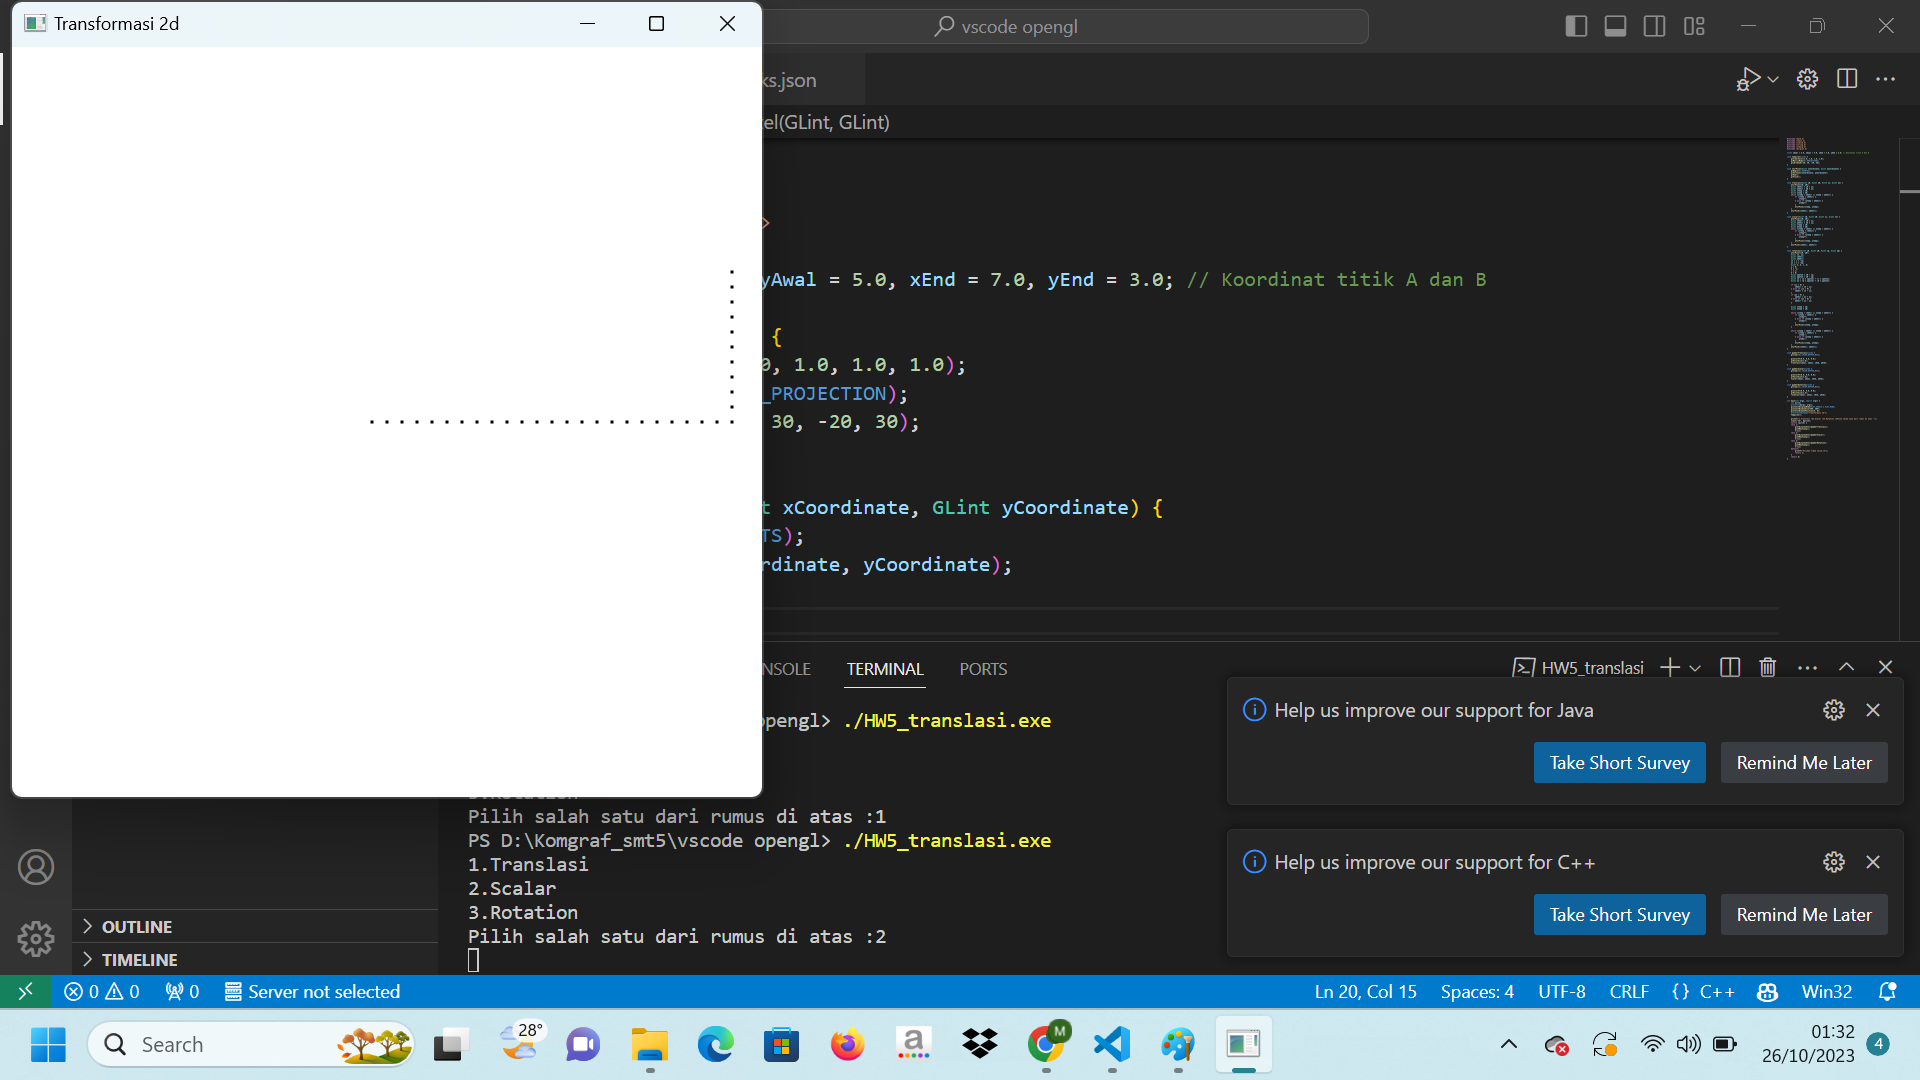 Transformasi 2d
vscode opengl
ks.json
el(GLint, GLint)
>
yAwal = 5.0, xEnd = 7.0, yEnd = 3.0; // Koordinat titik A dan B
{
, 1.0, 1.0, 1.0);
_PROJECTION);
30, -20, 30);
t xCoordinate, GLint yCoordinate) {
TS);
rdinate, yCoordinate);
NSOLE
TERMINAL
PORTS
HW5_translasi
opengl> ./HW5_translasi.exe
Pilih salah satu dari rumus di atas :1
PS D:\Komgraf_smt5\vscode opengl> ./HW5_translasi.exe
1.Translasi
2.Scalar
3.Rotation
Pilih salah satu dari rumus di atas :2
Help us improve our support for Java
Take Short Survey
Remind Me Later
Help us improve our support for C++
Take Short Survey
Remind Me Later
OUTLINE
TIMELINE
0 0 0 Server not selected
Ln 20, Col 15 Spaces: 4 UTF-8 CRLF {} C++ Win32
Search
28°
a
M
01:32
26/10/2023
4